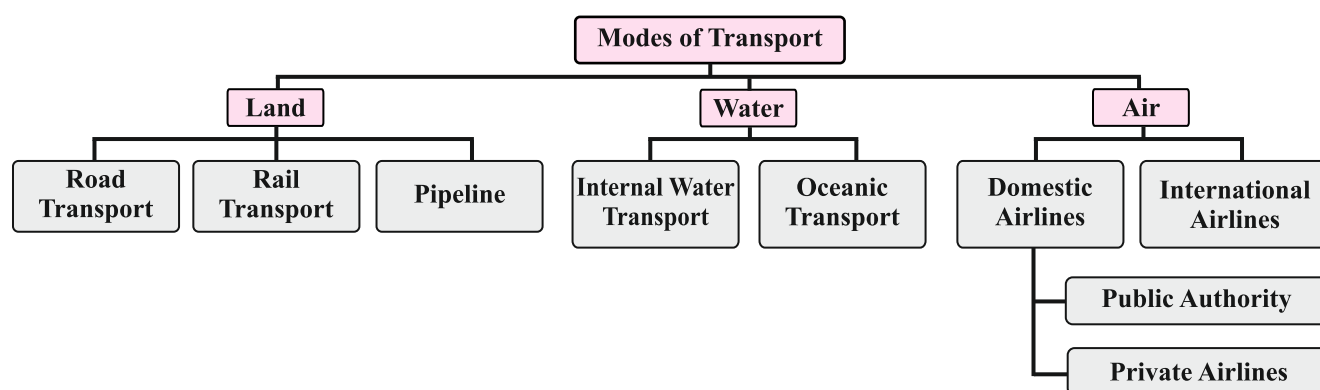 Modes of Transport
Land
Water
Air
Road
Transport
Rail
Transport
Pipeline
Internal Water
Transport
Oceanic
Transport
Domestic
Airlines
International
Airlines
Public Authority
Private Airlines